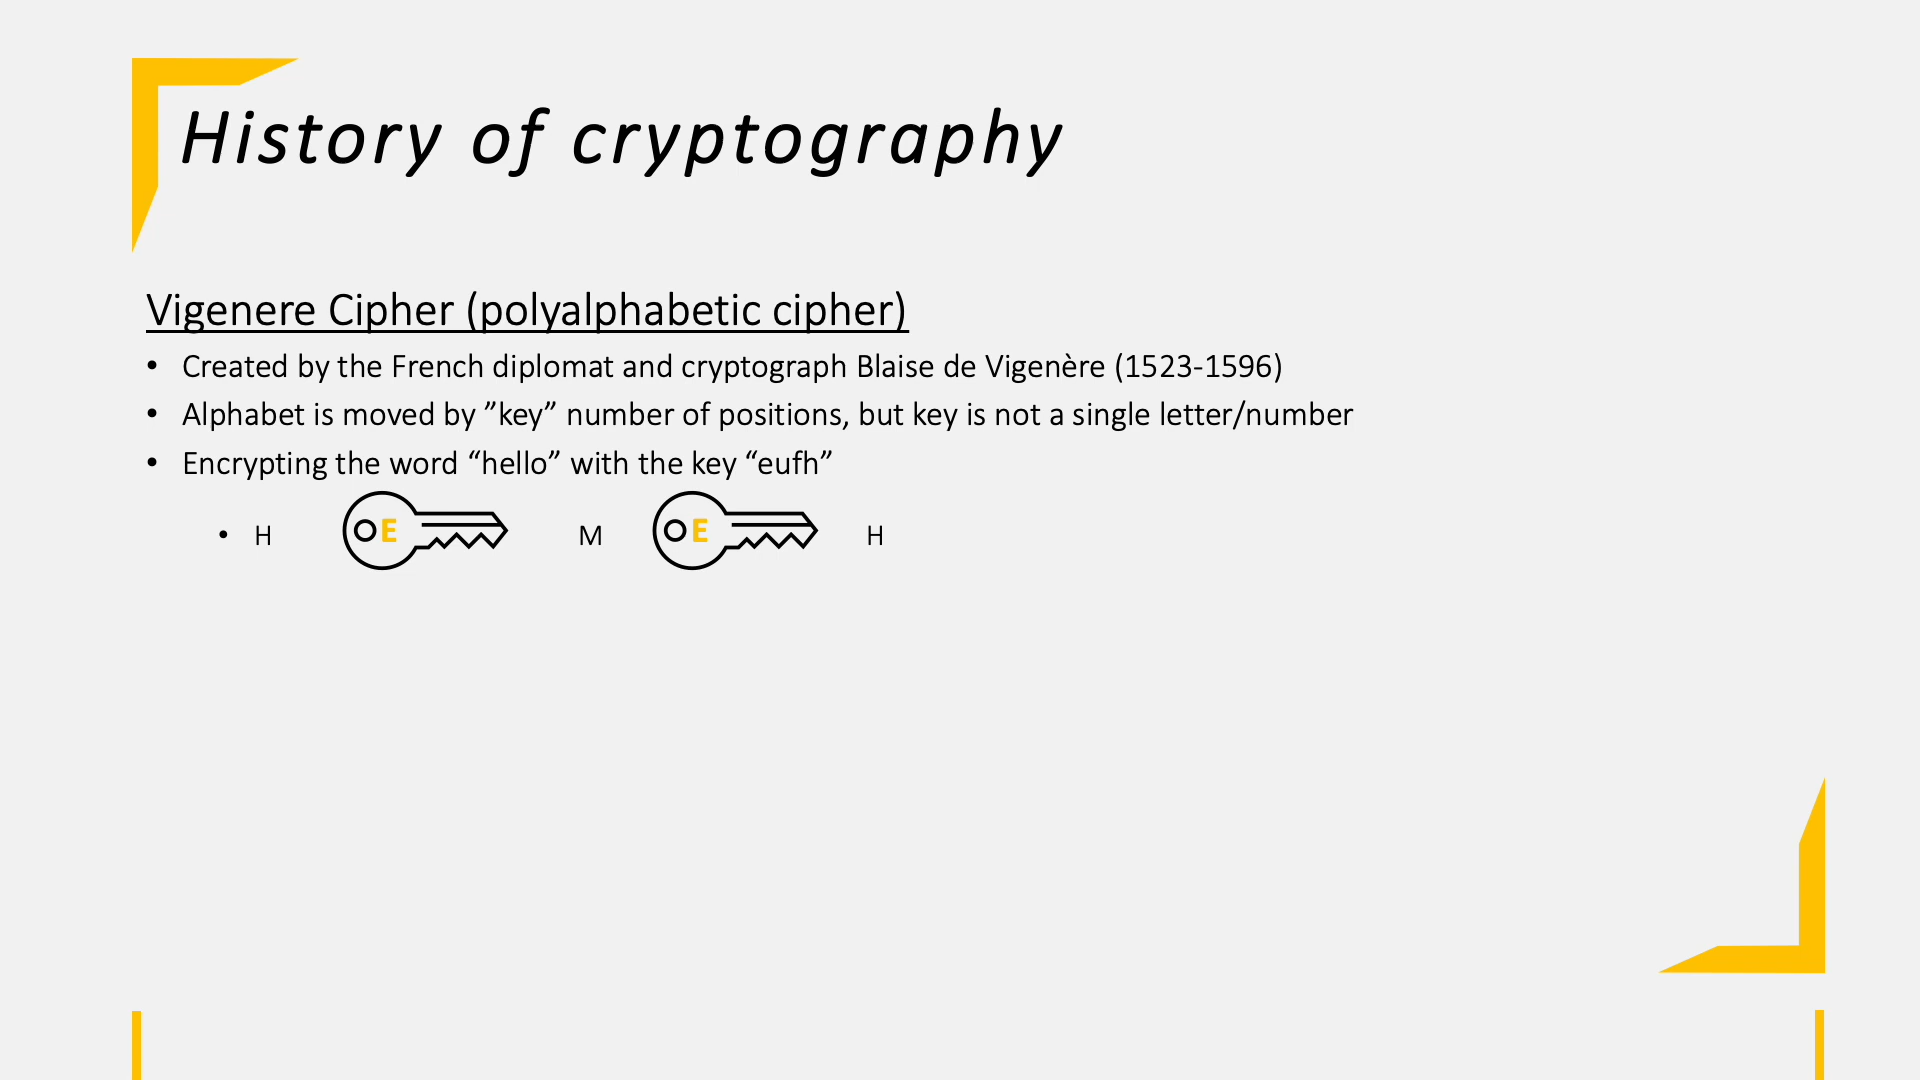 History of cryptography
Vigenere Cipher (polyalphabetic cipher)
• Created by the French diplomat and cryptograph Blaise de Vigenère (1523-1596)
• Alphabet is moved by ”key” number of positions, but key is not a single letter/number
• Encrypting the word “hello” with the key “eufh”
• H E M E H